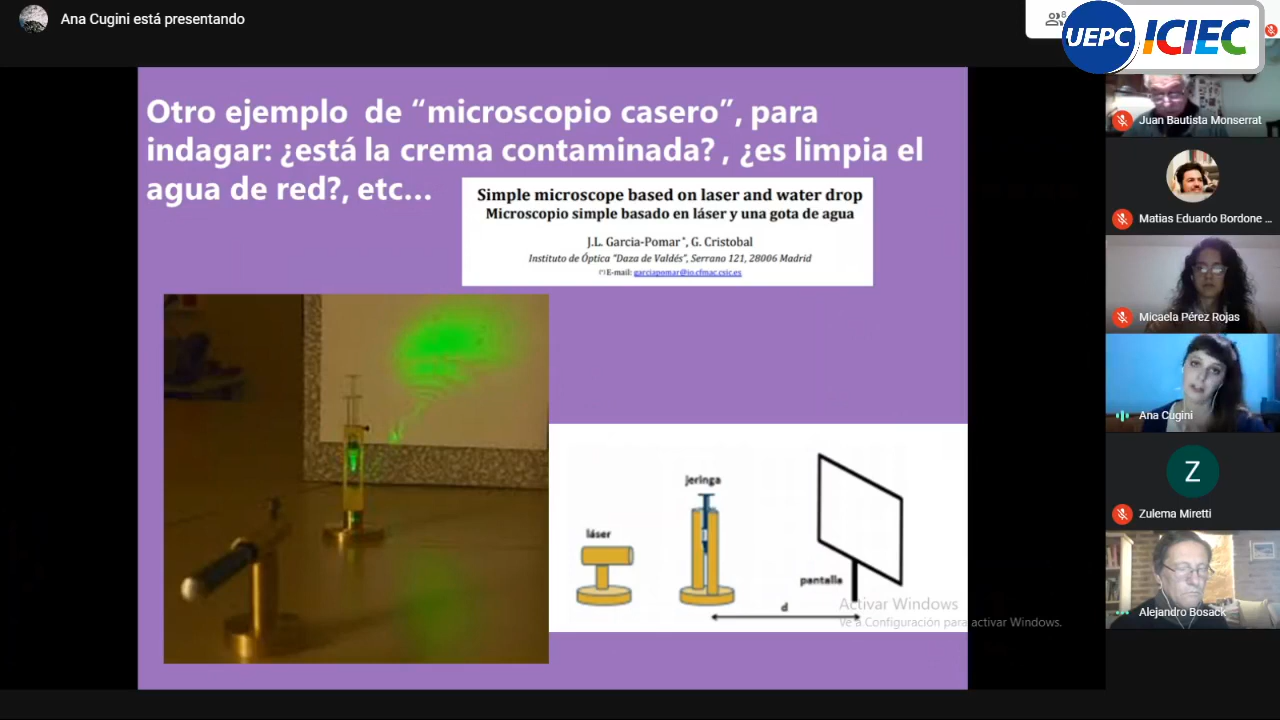 Ana Cugini está presentando
8
UEPC ICIEC
Otro ejemplo de “microscopio casero”, para
indagar: ¿está la crema contaminada? , ¿es limpia el
agua de red?, etc...
Simple microscope based on laser and water drop
Microscopio simple basado en láser y una gota de agua
J.L. Garcia-Pomar*, G. Cristobal
Instituto de Óptica “Daza de Valdés”, Serrano 121, 28006 Madrid
(*) E-mail: garciapomar@io.cfmac.csic.es
jeringa
láser
pantalla
d
Activar Windows
Ve a Configuración para activar Windows.
Juan Bautista Monserrat
Matias Eduardo Bordone ...
Micaela Pérez Rojas
Ana Cugini
Z
Zulema Miretti
Alejandro Bosack